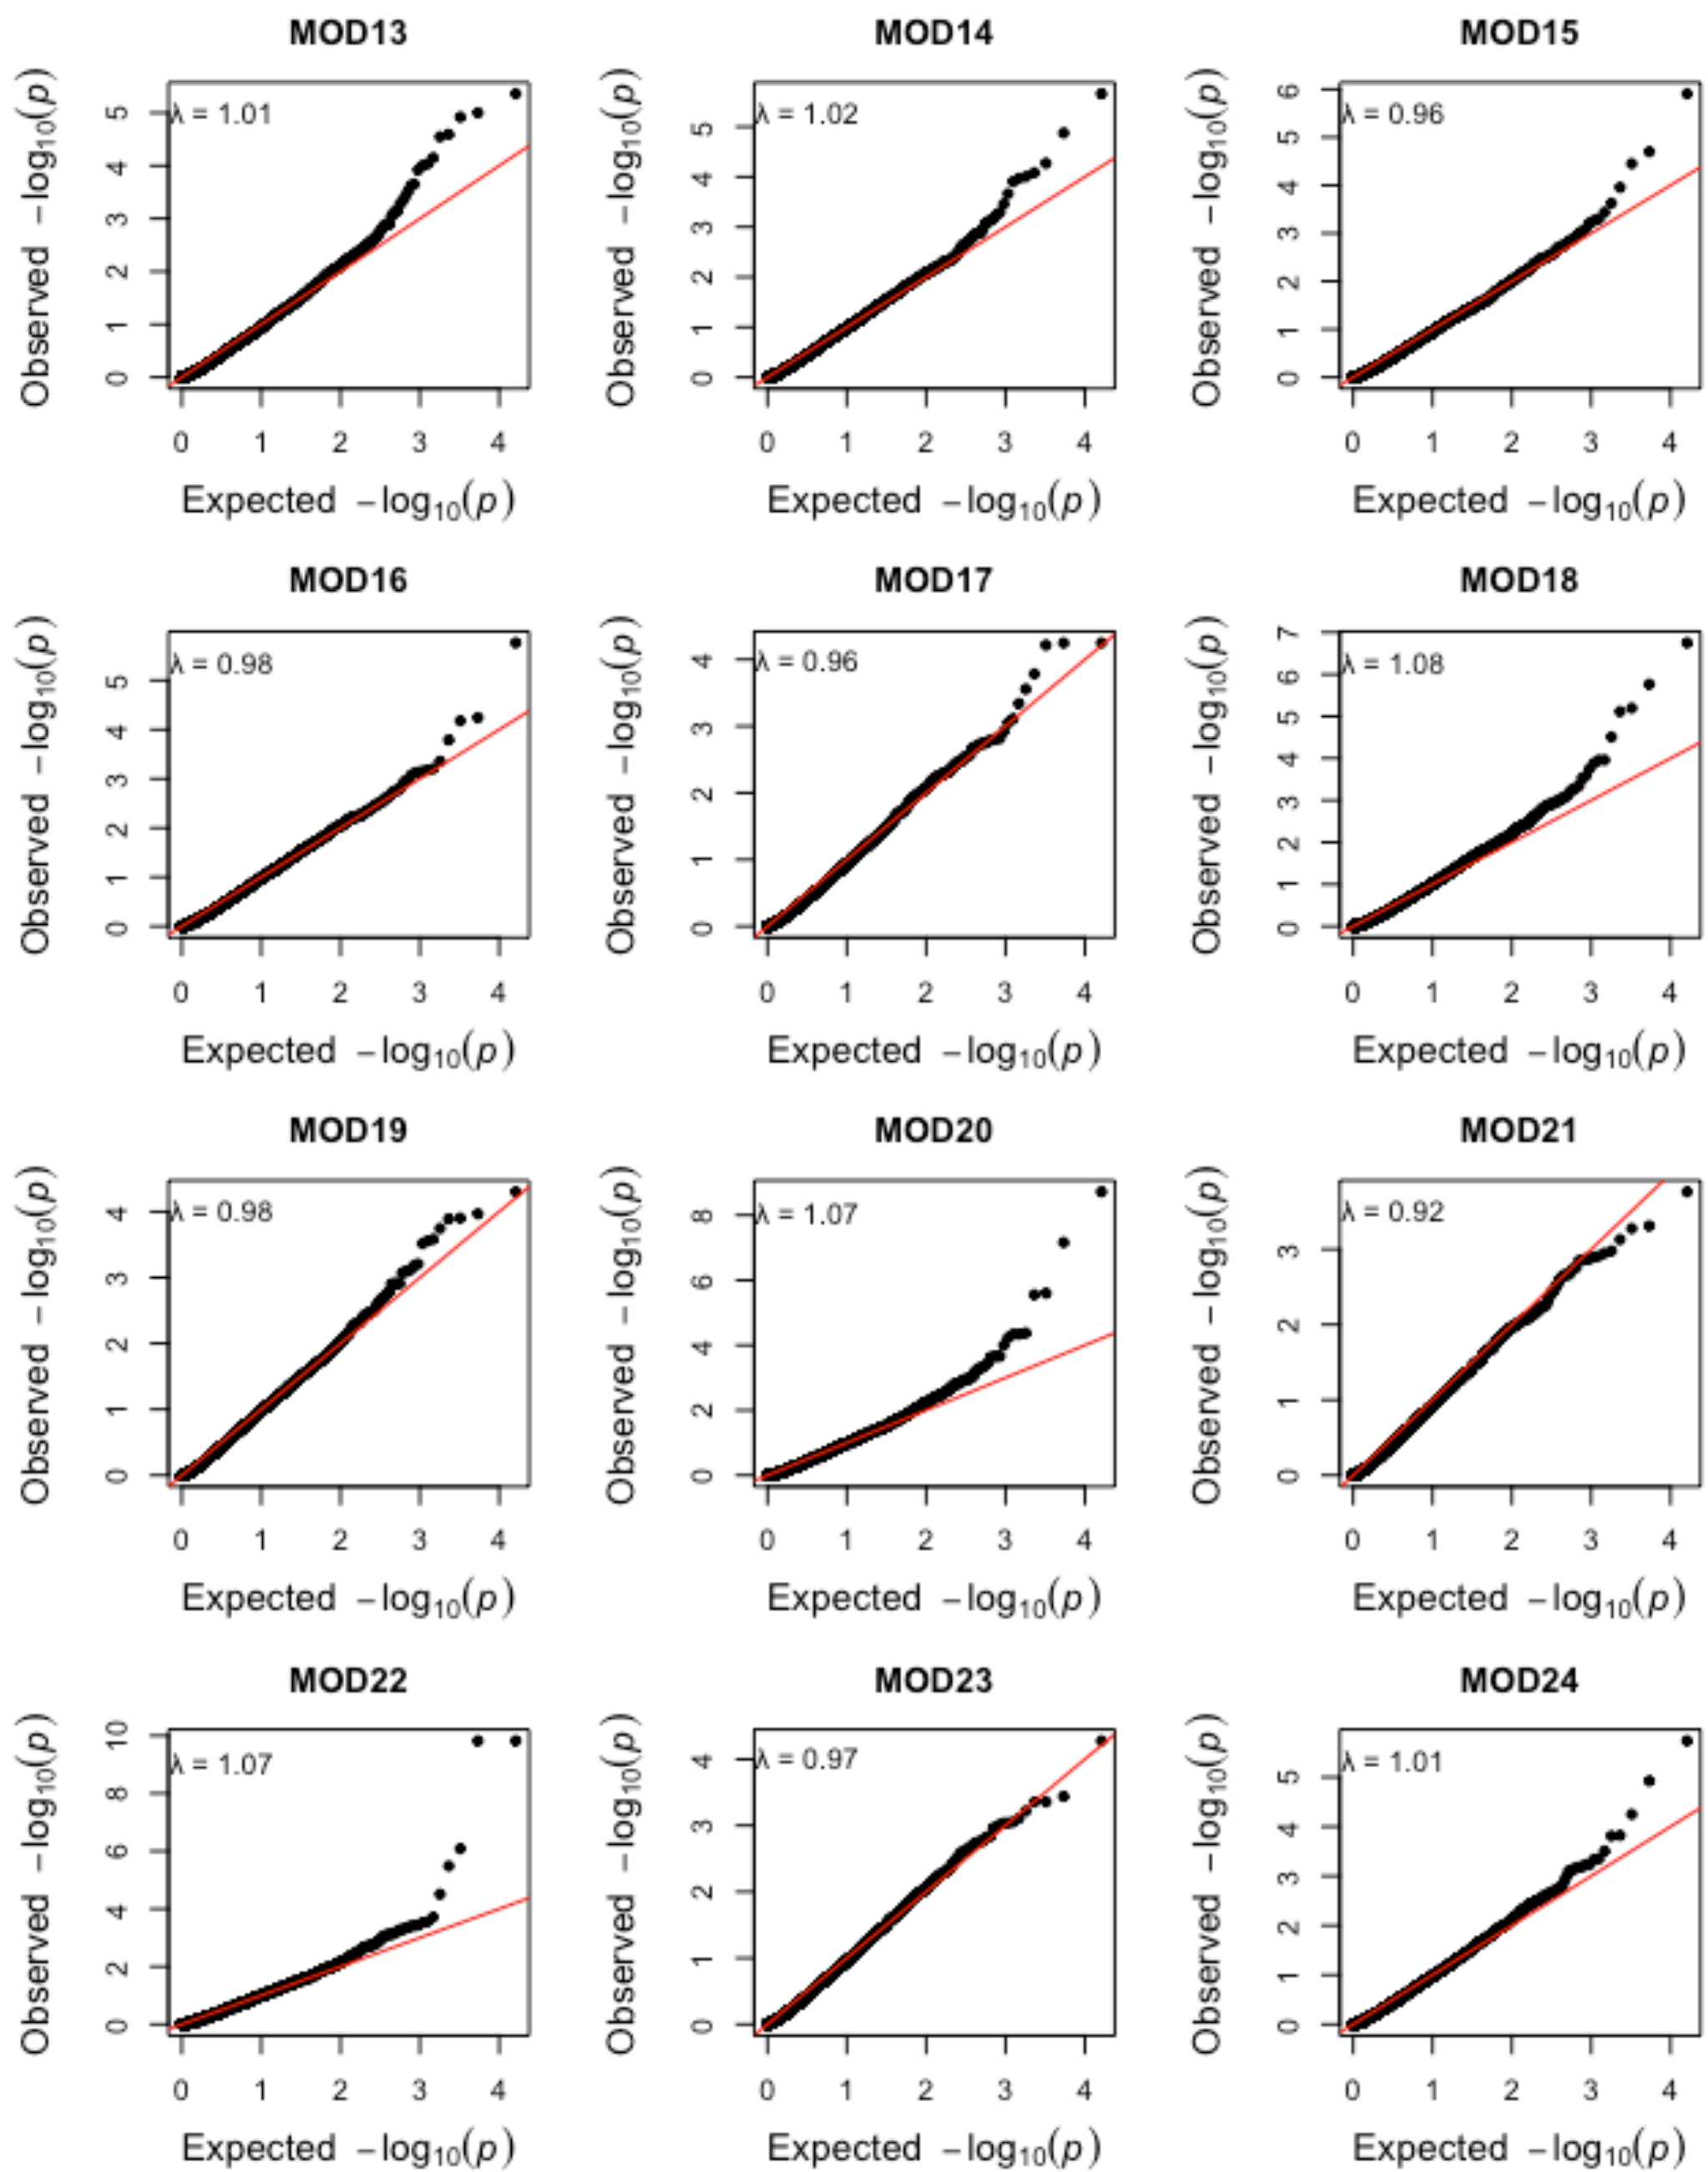 MOD13 MOD14 MOD15
Observed −log10(p) Observed −log10(p) Observed −log10(p)
λ = 1.01 λ = 1.02 λ = 0.96
5 5 6
4 4 5
3 3 4
2 2 3
1 1 2
0 0 1
0
0 1 2 3 4 0 1 2 3 4 0 1 2 3 4
Expected −log10(p) Expected −log10(p) Expected −log10(p)
MOD16 MOD17 MOD18
Observed −log10(p) Observed −log10(p) Observed −log10(p)
λ = 0.98 λ = 0.96 λ = 1.08
5 4 7
4 3 6
3 2 5
2 1 4
1 0 3
0 2
1
0
0 1 2 3 4 0 1 2 3 4 0 1 2 3 4
Expected −log10(p) Expected −log10(p) Expected −log10(p)
MOD19 MOD20 MOD21
Observed −log10(p) Observed −log10(p) Observed −log10(p)
λ = 0.98 λ = 1.07 λ = 0.92
4 8 3
3 6 2
2 4 1
1 2 0
0 0
0 1 2 3 4 0 1 2 3 4 0 1 2 3 4
Expected −log10(p) Expected −log10(p) Expected −log10(p)
MOD22 MOD23 MOD24
Observed −log10(p) Observed −log10(p) Observed −log10(p)
λ = 1.07 λ = 0.97 λ = 1.01
10 4 5
8 3 4
6 2 3
4 1 2
2 0 1
0 0
0 1 2 3 4 0 1 2 3 4 0 1 2 3 4
Expected −log10(p) Expected −log10(p) Expected −log10(p)